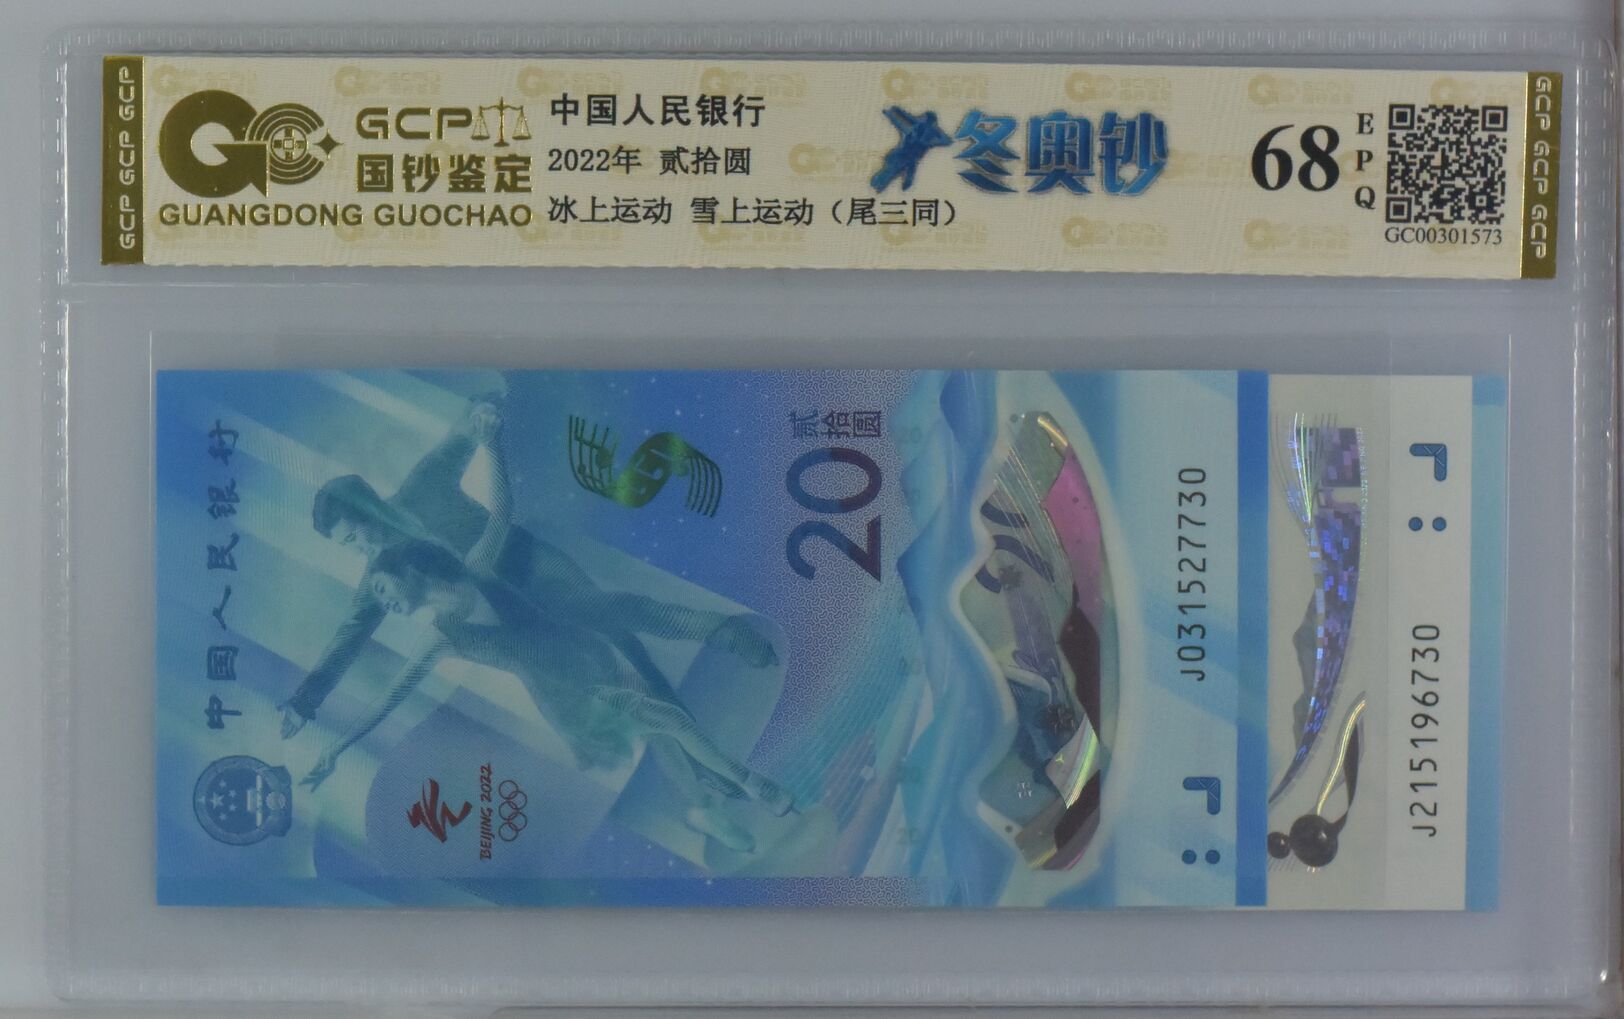 GCP GCP GCP
GCP
国钞鉴定
GUANGDONG GUOCHAO
中国人民银行
2022年 贰拾圆
冰上运动 雪上运动（尾三同）
冬奥钞
68
EPQ
GC00301573
GCP GCP GCP
中国人民银行
贰拾圆
20
BEIJING 2022
20
J031527730
J215196730